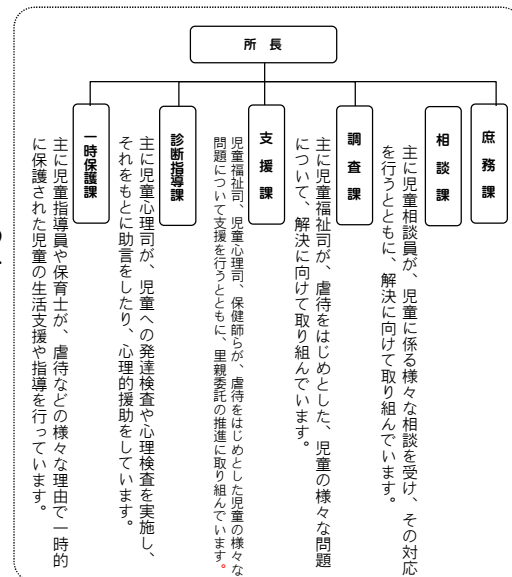 所　長
庶　務　課
相　談　課
主に児童相談員が、児童に係る様々な相談を受け、その対応
を行うとともに、解決に向けて取り組んでいます。
調　査　課
主に児童福祉司が、虐待をはじめとした、児童の様々な問題
について、解決に向けて取り組んでいます。
支　援　課
児童福祉司、児童心理司、保健師らが、虐待をはじめとした児童の様々な
問題について支援を行うとともに、里親委託の推進に取り組んでいます。
診断指導課
主に児童心理司が、児童への発達検査や心理検査を実施し、
それをもとに助言をしたり、心理的援助をしています。
一時保護課
主に児童指導員や保育士が、虐待などの様々な理由で一時的
に保護された児童の生活支援や指導を行っています。